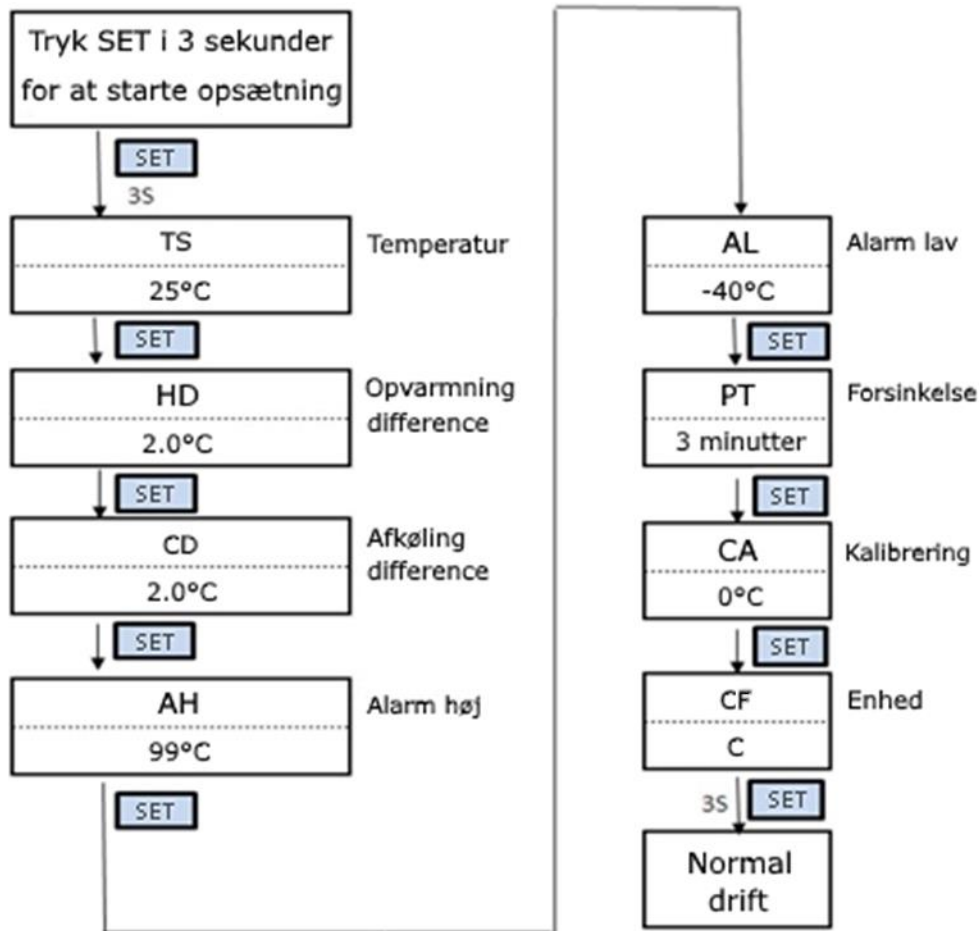 Tryk SET i 3 sekunder
for at starte opsætning
SET
3S
TS
Temperatur
25°C
SET
HD
Opvarmning
difference
2.0°C
SET
CD
Afkøling
difference
2.0°C
SET
AH
Alarm høj
99°C
SET
AL
Alarm lav
-40°C
SET
PT
Forsinkelse
3 minutter
SET
CA
Kalibrering
0°C
SET
CF
Enhed
C
3S
SET
Normal
drift